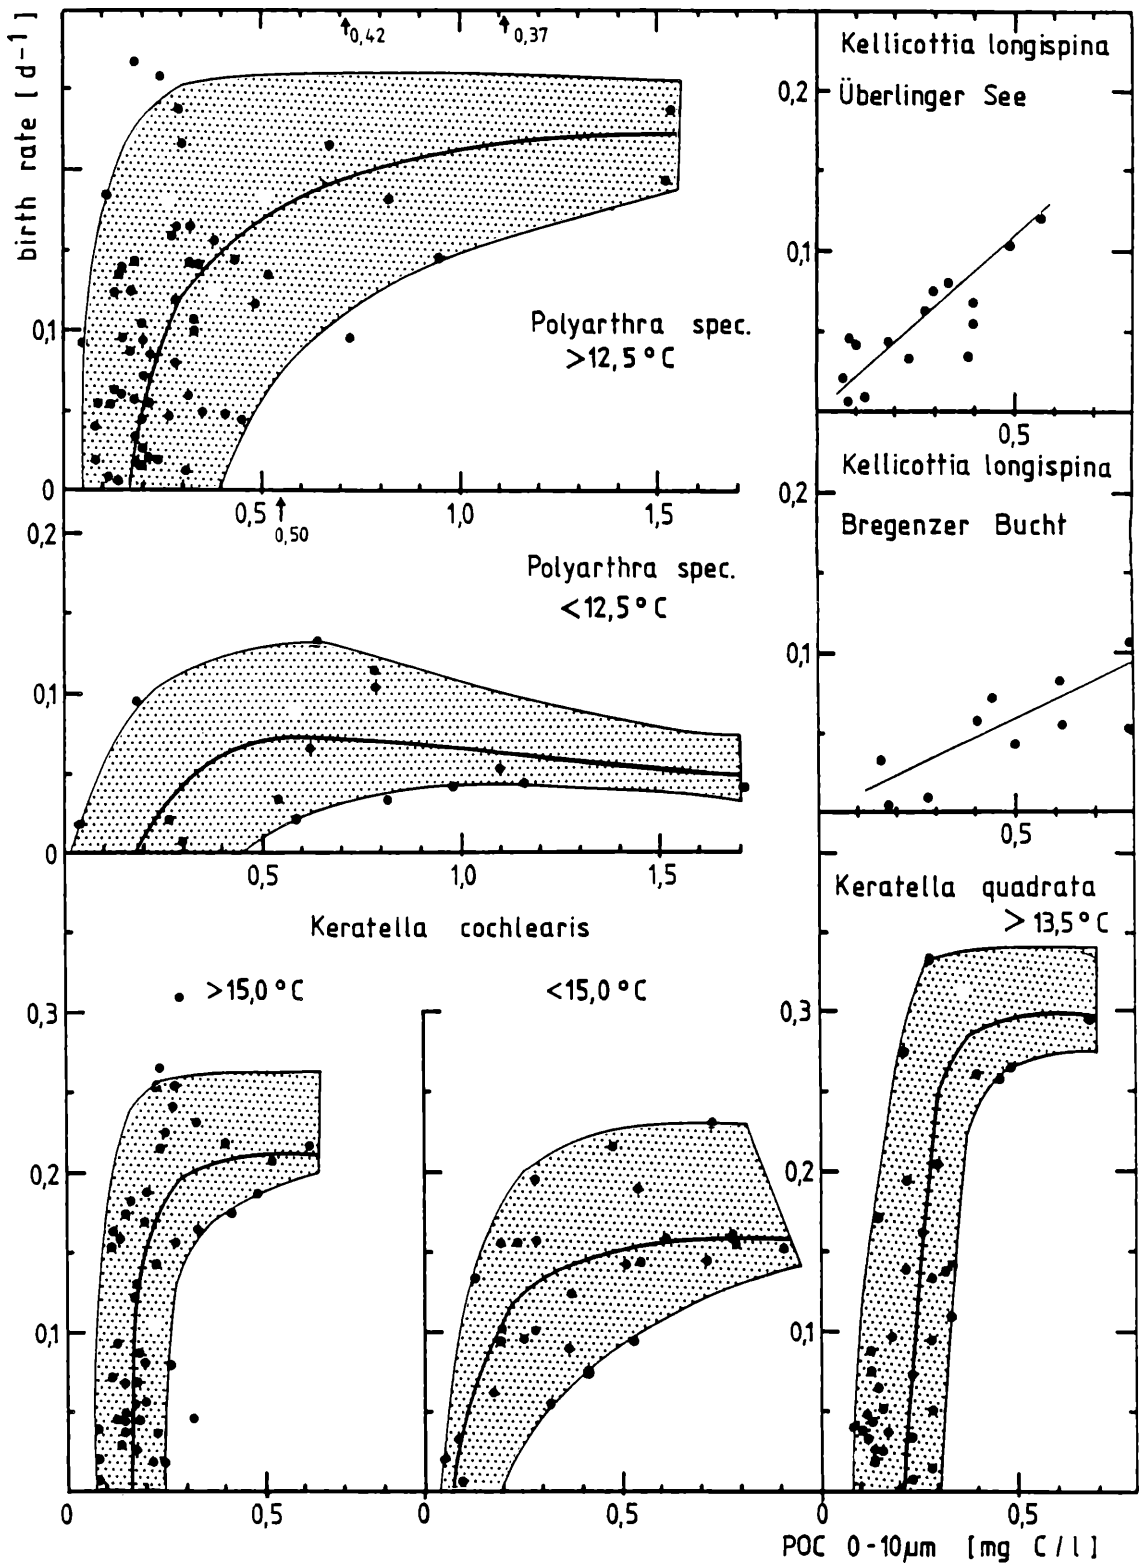 birth rate [d⁻¹]
0,42
0,37
0,1
0
0,5
1,0
1,5
Polyarthra spec.
>12,5°C
0,50
0,2
0,1
0
0,5
1,0
1,5
Polyarthra spec.
<12,5°C
Kellicottia longispina
Überlinger See
0,2
0,1
0,5
Kellicottia longispina
Bregenzer Bucht
0,2
0,1
0,5
Keratella cochlearis
>15,0°C
<15,0°C
0,3
0,2
0,1
0
0,5
0
0,5
Keratella quadrata
>13,5°C
0,3
0,2
0,1
0
0,5
POC 0-10µm [mg C/l]